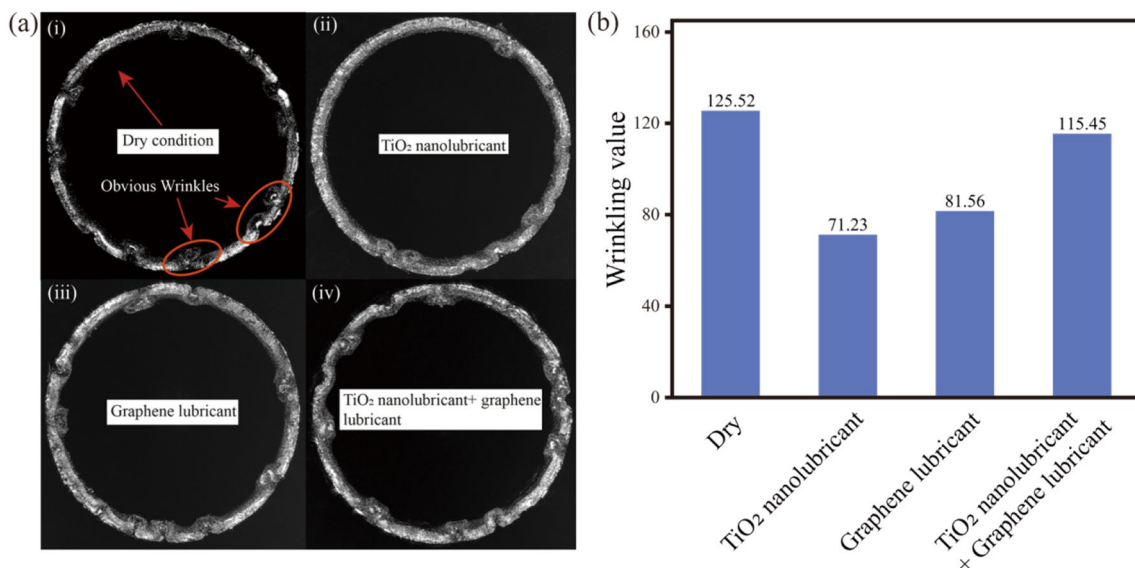 (a)
(i)
Dry condition
Obvious Wrinkles
(ii)
TiO₂ nanolubricant
(iii)
Graphene lubricant
(iv)
TiO₂ nanolubricant+ graphene
lubricant
(b)
Wrinkling value
160
120
80
40
0
125.52
71.23
81.56
115.45
Dry
TiO₂ nanolubricant
Graphene lubricant
TiO₂ nanolubricant
+ Graphene lubricant